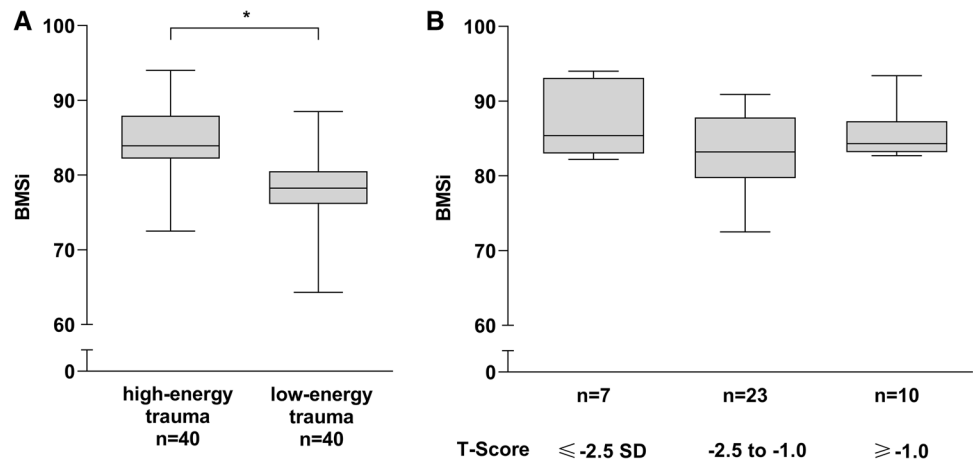 A
B
*
100
90
80
70
60
0
BMSi
high-energy
trauma
n=40
low-energy
trauma
n=40
100
90
80
70
60
0
BMSi
n=7
n=23
n=10
T-Score
⩽ -2.5 SD
-2.5 to -1.0
⩾ -1.0